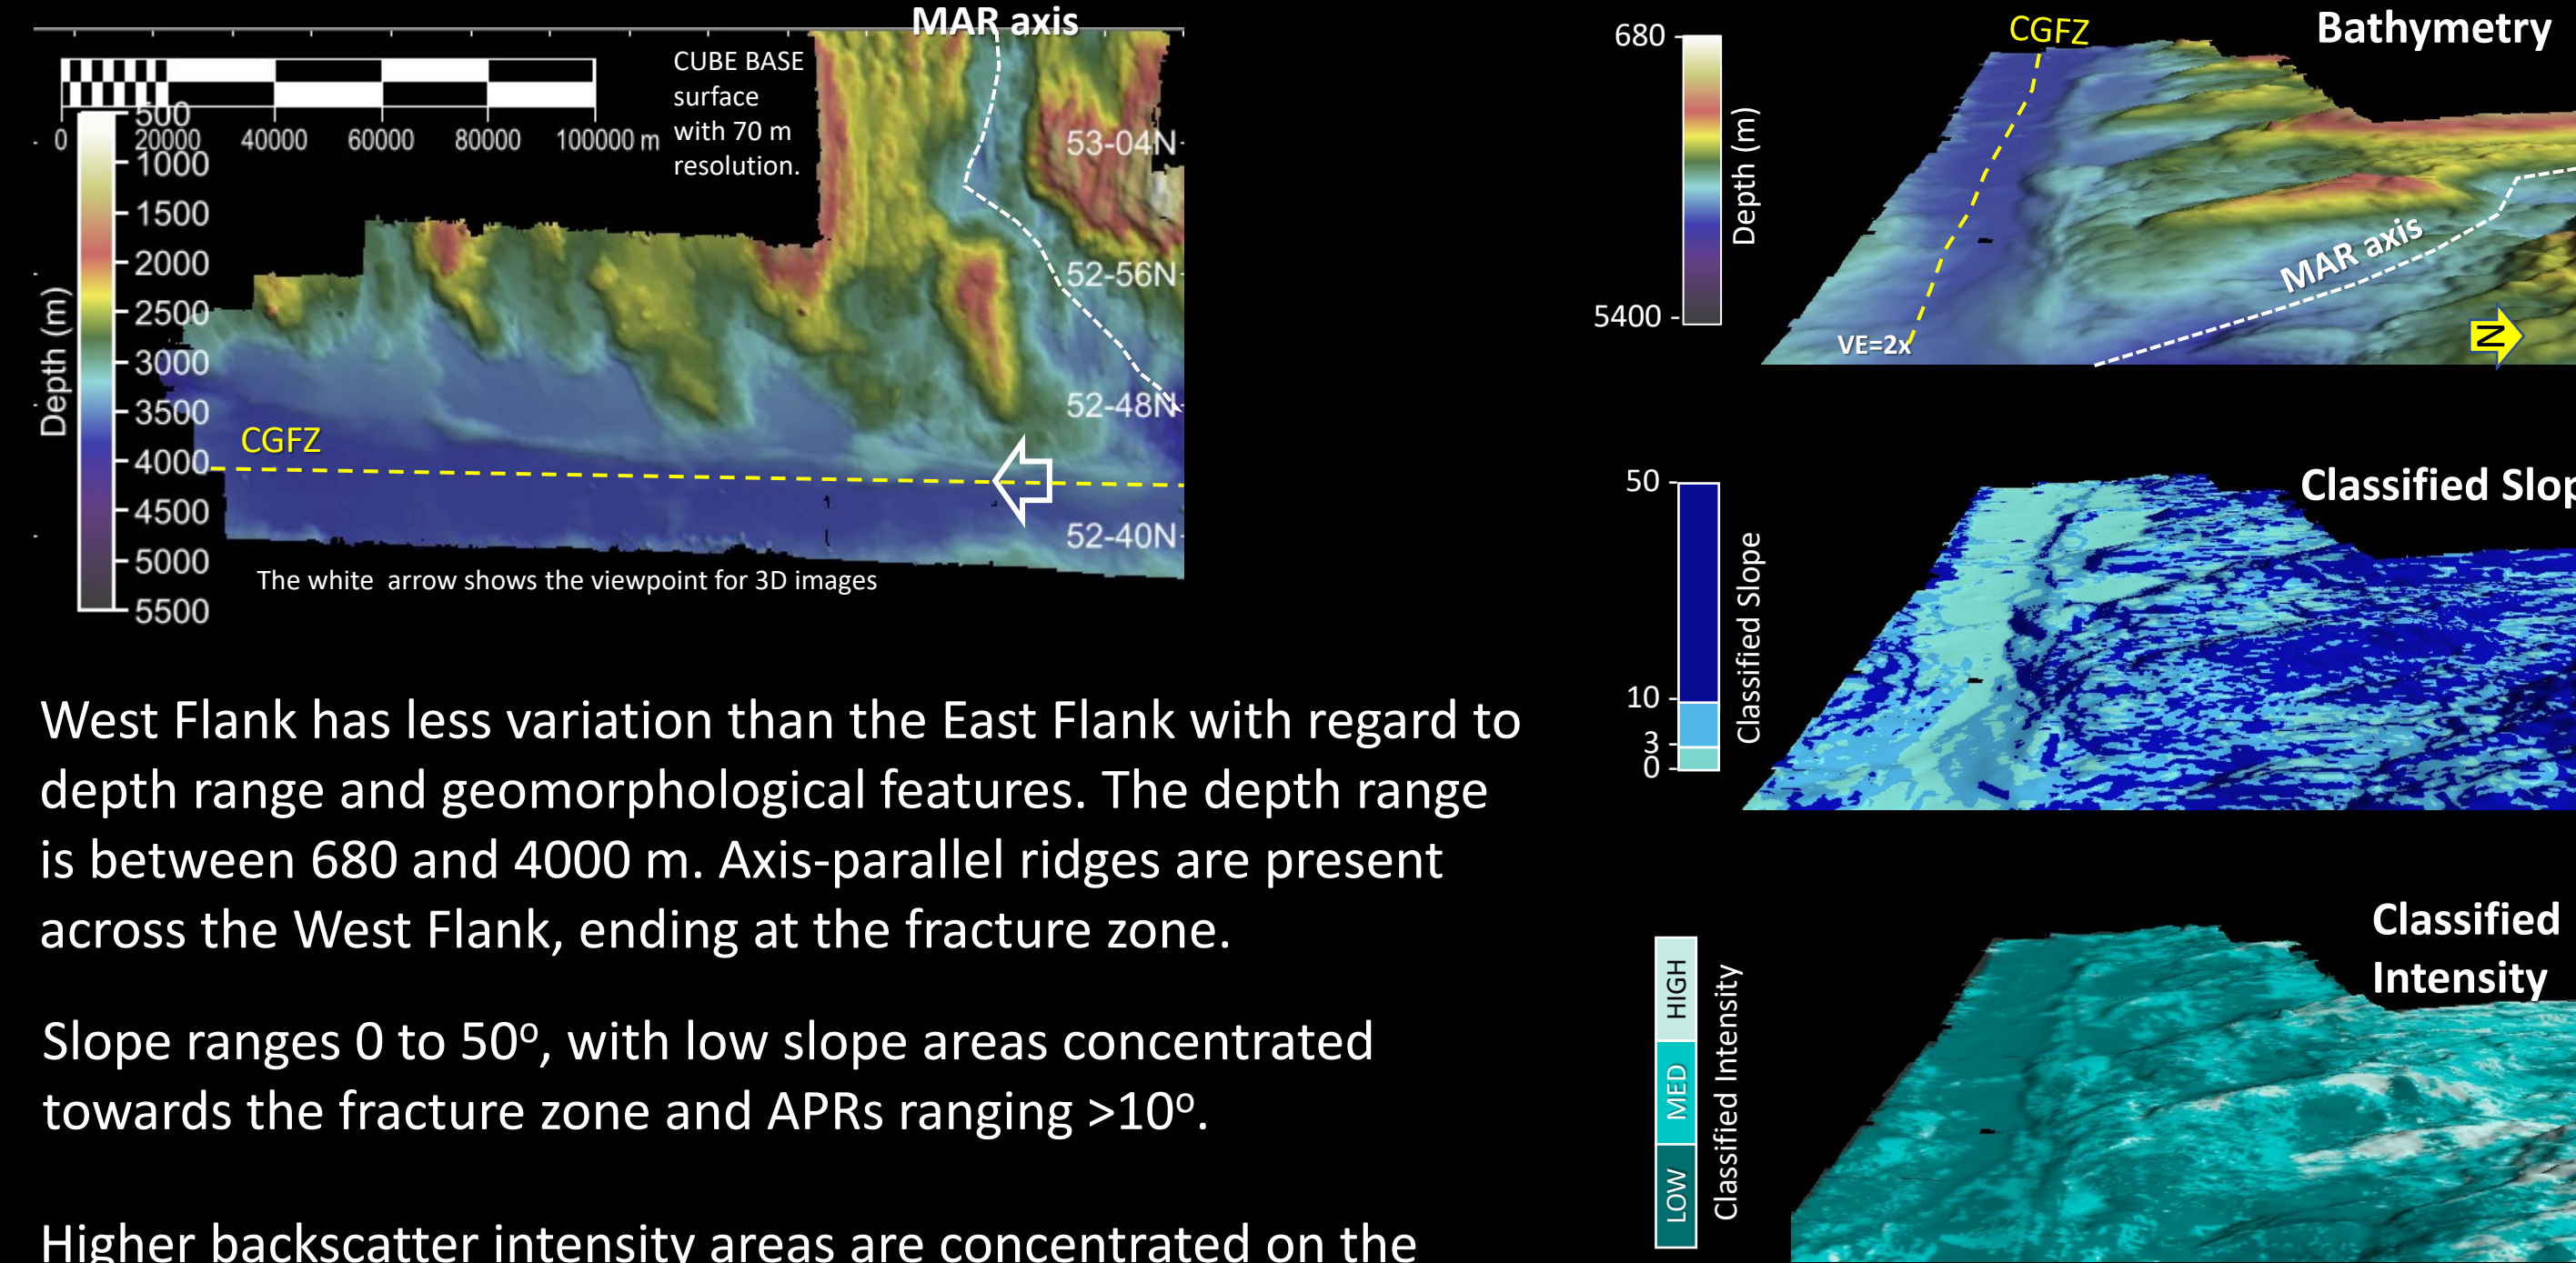 MAR axis
CUBE BASE
surface
with 70 m
resolution.
0 20000 40000 60000 80000 100000 m
500
1000
1500
2000
2500
3000
3500
4000
4500
5000
5500
Depth (m)
53-04N
52-56N
52-48N
52-40N
CGFZ
The white arrow shows the viewpoint for 3D images
West Flank has less variation than the East Flank with regard to
depth range and geomorphological features. The depth range
is between 680 and 4000 m. Axis-parallel ridges are present
across the West Flank, ending at the fracture zone.
Slope ranges 0 to 50º, with low slope areas concentrated
towards the fracture zone and APRs ranging >10º.
Higher backscatter intensity areas are concentrated on the
Bathymetry
CGFZ
680
5400
Depth (m)
MAR axis
VE=2x
N
Classified Slop
50
10
3
0
Classified Slope
Classified
Intensity
HIGH
MED
LOW
Classified Intensity